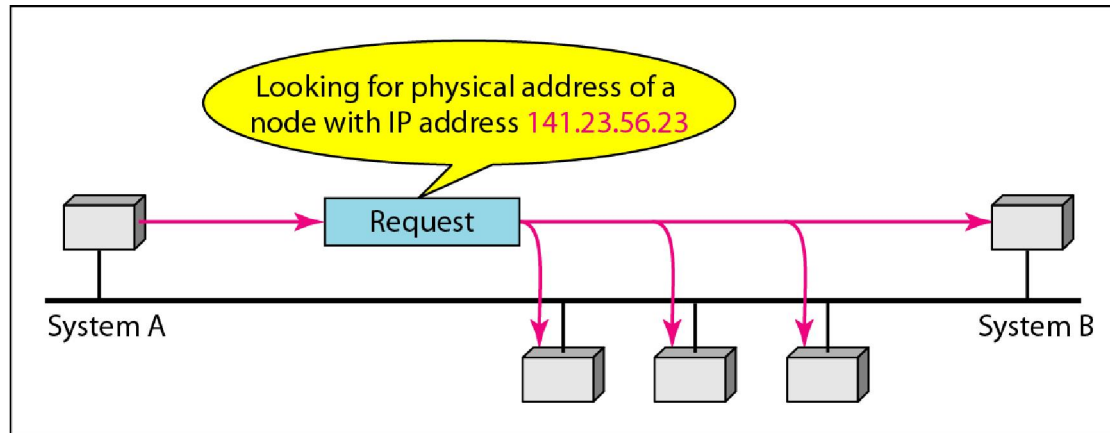 Looking for physical address of a
node with IP address 141.23.56.23
Request
System A
System B